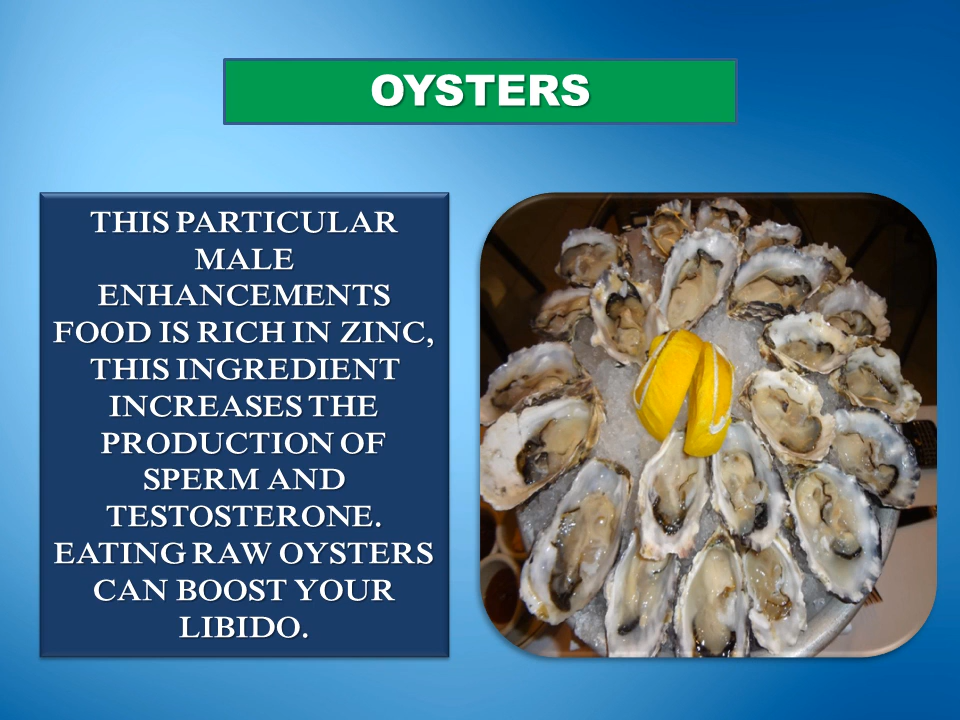 OYSTERS
THIS PARTICULAR
MALE
ENHANCEMENTS
FOOD IS RICH IN ZINC,
THIS INGREDIENT
INCREASES THE
PRODUCTION OF
SPERM AND
TESTOSTERONE.
EATING RAW OYSTERS
CAN BOOST YOUR
LIBIDO.